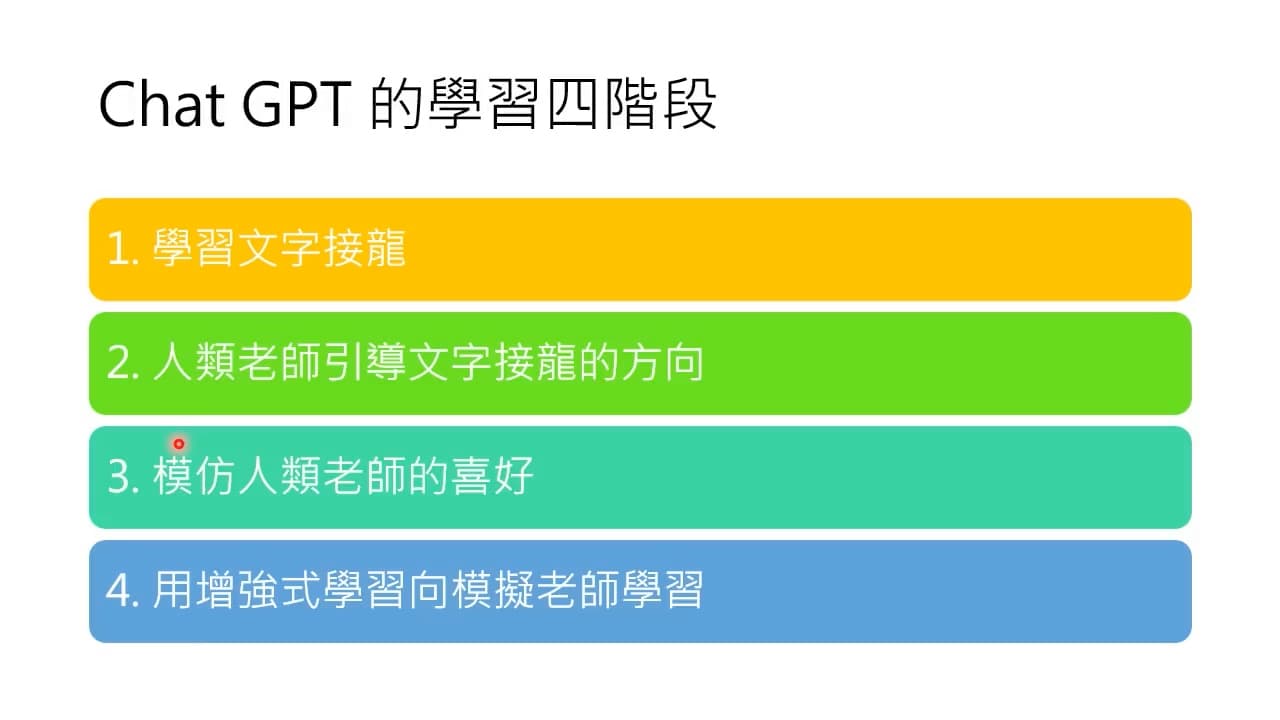 Chat GPT 的學習四階段
1. 學習文字接龍
2. 人類老師引導文字接龍的方向
3. 模仿人類老師的喜好
4. 用增強式學習向模擬老師學習